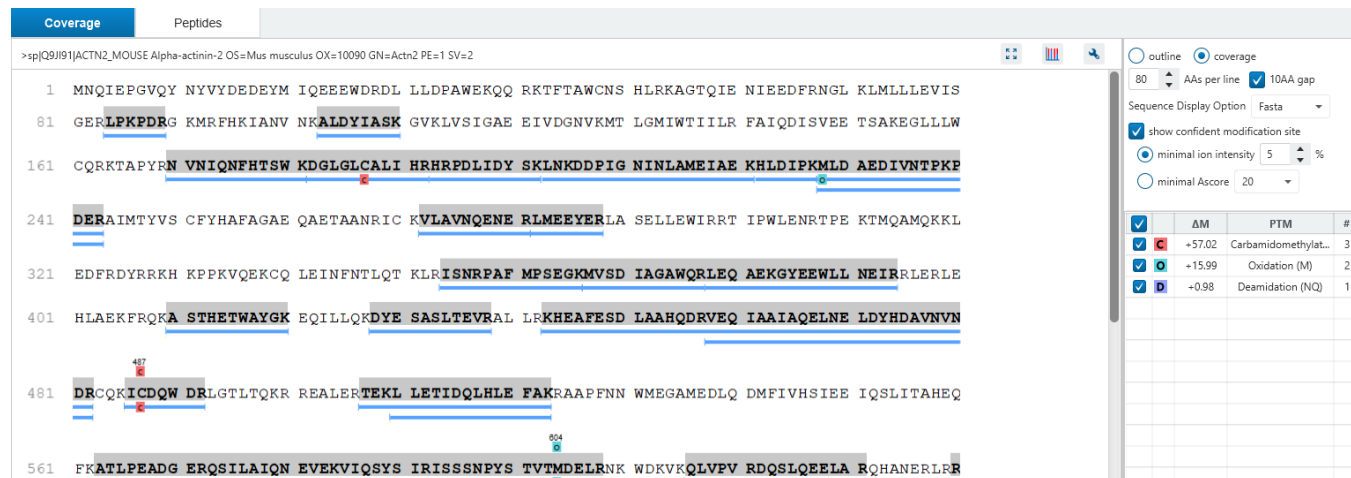 Coverage Peptides
>sp|Q9JI91|ACTN2_MOUSE Alpha-actinin-2 OS=Mus musculus OX=10090 GN=Actn2 PE=1 SV=2
1 MNQIEPGVQY NYVYDEDEYM IQEEEWDRDL LLDPAWEKQQ RKTFTAWCNS HLRKAGTQIE NIEEDFRNGL KLMLLLEVIS
81 GERLPKPDRG KMRFHKIANV NKALDYIASK GVKLVSIGAE EIVDGNVKMT LGMIWTIILR FAIQDISVEE TSAKEGLLLW
161 CQRKTAPYRN VNIQNFHTSW KDGLGLCALI HRHRPDLIDY SKLNKDDPIG NINLAMEIAE KHLDIPKMLD AEDIVNTPKP
C O
241 DERAIMTYVS CFYHAFAGAE QAETAANRIC KVLAVNQENE RLMEEYERLA SELLEWIRRT IPWLENRTPE KTMQAMQKKL
321 EDFRDYRRKH KPPKVQEKCQ LEINFNTLQT KLRISNRPAF MPSEGKMVSD IAGAWQRLEQ AEKGYEEWLL NEIRRLERLE
401 HLAEKFRQKA STHETWAYGK EQILLQKDYE SASLTEVRAL LRKHEAFESD LAAHQDRVEQ IAAIAQELNE LDYHDAVNVN
487
C
481 DRCQKICDQW DRLGTLTQKR REALERTEKL LETIDQLHLE FAKRAAPFNN WMEGAMEDLQ DMFIVHSIEE IQSLITAHEQ
C
604
O
561 FKATLPEADG ERQSILAIQN EVEKVIQSYS IRISSSNPYS TVTMDELRNK WDKVKQLVPV RDQSLQEELA RQHANERLRR
outline coverage
80 AAs per line 10AA gap
Sequence Display Option Fasta
show confident modification site
minimal ion intensity 5 %
minimal Ascore 20
ΔM PTM #
C +57.02 Carbamidomethylat... 3
O +15.99 Oxidation (M) 2
D +0.98 Deamidation (NQ) 1